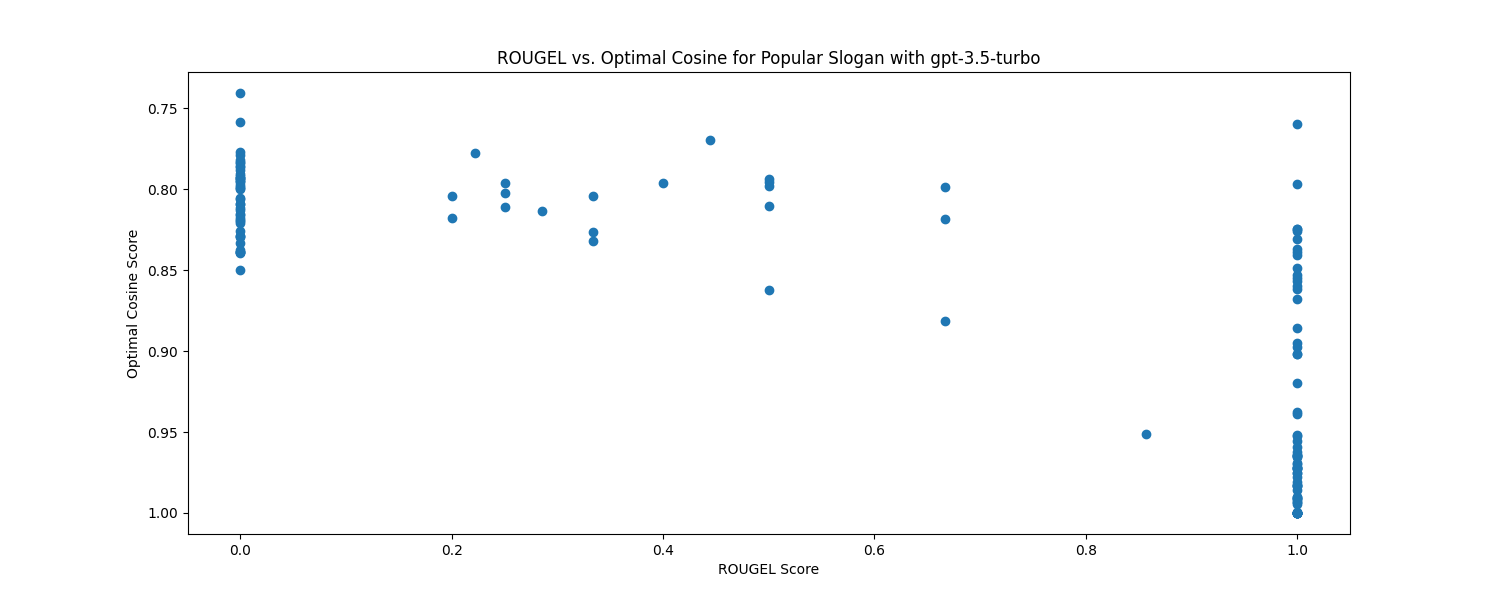 ROUGEL vs. Optimal Cosine for Popular Slogan with gpt-3.5-turbo
Optimal Cosine Score
0.75
0.80
0.85
0.90
0.95
1.00
0.0 0.2 0.4 0.6 0.8 1.0
ROUGEL Score